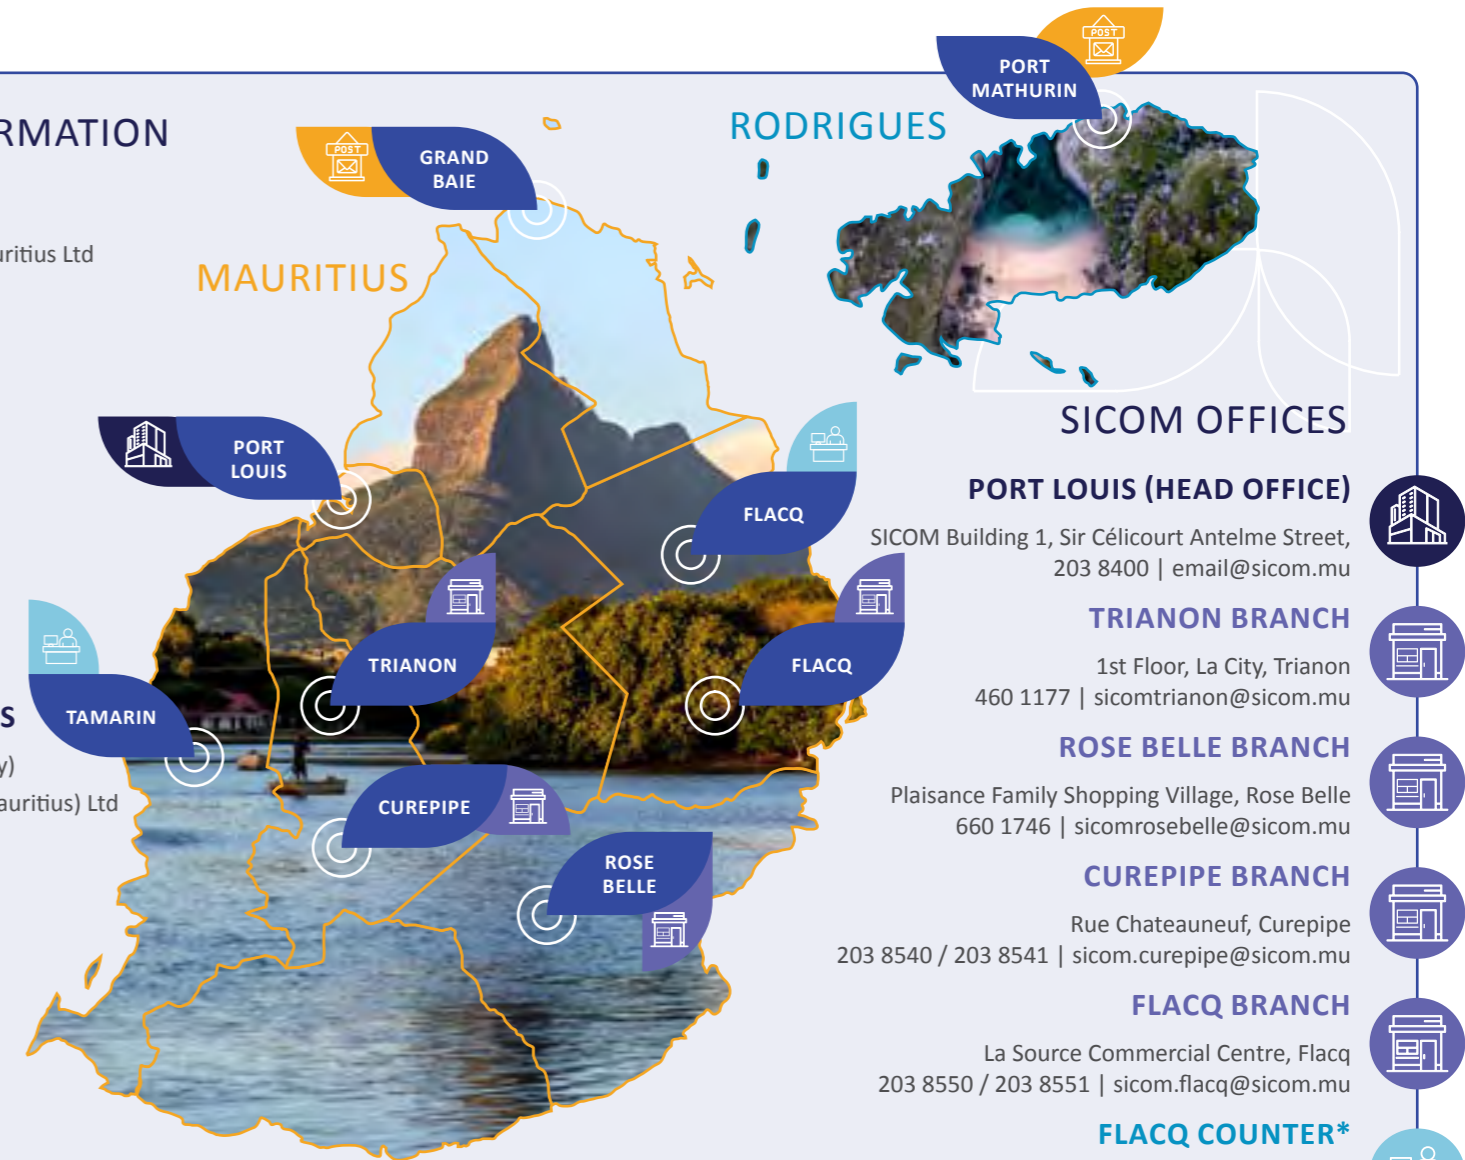 RMATION
uritius Ltd
S
y)
auritius) Ltd
POST
PORT
MATHURIN
RODRIGUES
POST
GRAND
BAIE
MAURITIUS
PORT
LOUIS
FLACQ
TRIANON
FLACQ
TAMARIN
CUREPIPE
ROSE
BELLE
SICOM OFFICES
PORT LOUIS (HEAD OFFICE)
SICOM Building 1, Sir Célicourt Antelme Street,
203 8400 | email@sicom.mu
TRIANON BRANCH
1st Floor, La City, Trianon
460 1177 | sicomtrianon@sicom.mu
ROSE BELLE BRANCH
Plaisance Family Shopping Village, Rose Belle
660 1746 | sicomrosebelle@sicom.mu
CUREPIPE BRANCH
Rue Chateauneuf, Curepipe
203 8540 / 203 8541 | sicom.curepipe@sicom.mu
FLACQ BRANCH
La Source Commercial Centre, Flacq
203 8550 / 203 8551 | sicom.flacq@sicom.mu
FLACQ COUNTER*